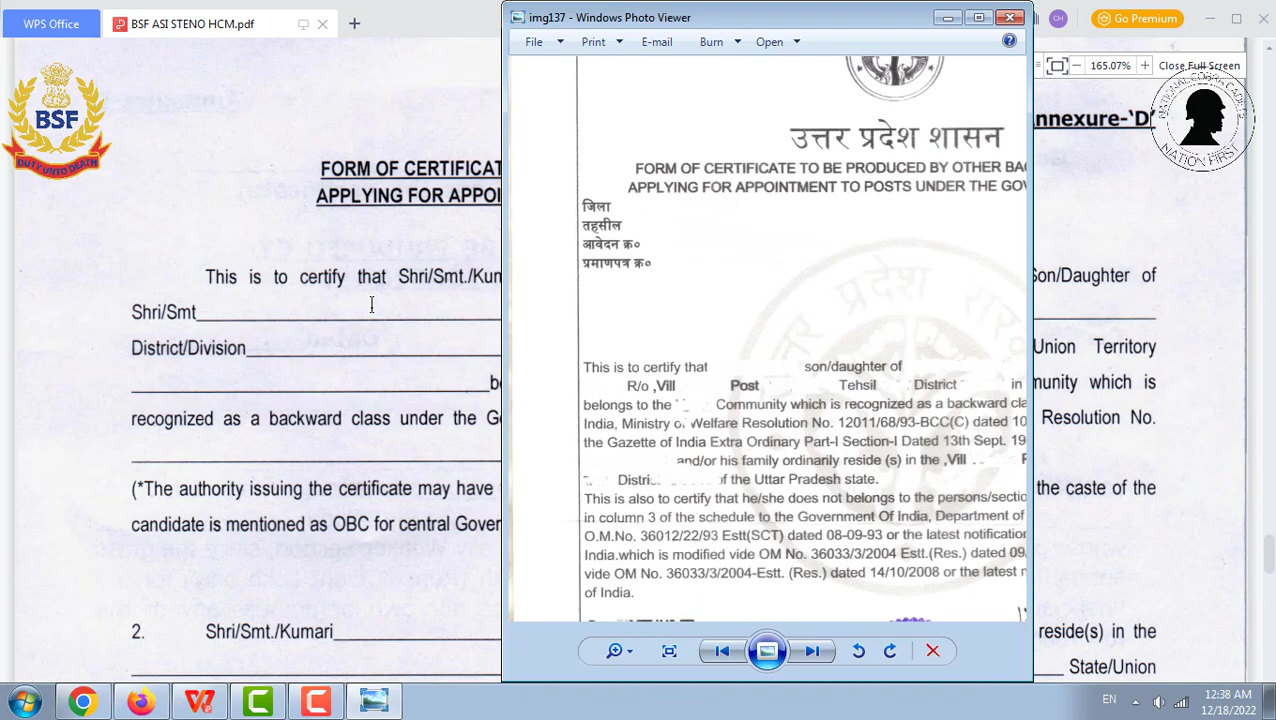 WPS Office
BSF ASI STENO HCM.pdf
CH
Go Premium
165.07%
Close Full Screen
BSF
DUTY UNTO DEATH
NATION FIRST
nnexure-'D'
FORM OF CERTIFICAT
APPLYING FOR APPOI
This is to certify that Shri/Smt./Kum
Son/Daughter of
Shri/Smt
District/Division
Union Territory
be
munity which is
recognized as a backward class under the Go
Resolution No.
(*The authority issuing the certificate may have
the caste of the
candidate is mentioned as OBC for central Govern
2. Shri/Smt./Kumari
reside(s) in the
State/Union
img137 - Windows Photo Viewer
File Print E-mail Burn Open
उत्तर प्रदेश शासन
FORM OF CERTIFICATE TO BE PRODUCED BY OTHER BA
APPLYING FOR APPOINTMENT TO POSTS UNDER THE GOV
जिला
तहसील
आवेदन क्र०
प्रमाणपत्र क्र०
This is to certify that son/daughter of
R/o ,Vill Post Tehsil District in
belongs to the Community which is recognized as a backward cla
India, Ministry of Welfare Resolution No. 12011/68/93-BCC(C) dated 10
the Gazette of India Extra Ordinary Part-I Section-I Dated 13th Sept. 19
and/or his family ordinarily reside (s) in the ,Vill
District of the Uttar Pradesh state.
This is also to certify that he/she does not belongs to the persons/sectio
in column 3 of the schedule to the Government Of India, Department of
O.M.No. 36012/22/93 Estt(SCT) dated 08-09-93 or the latest notification
India.which is modified vide OM No. 36033/3/2004 Estt.(Res.) dated 09
vide OM No. 36033/3/2004-Estt. (Res.) dated 14/10/2008 or the latest n
of India.
EN
12:38 AM
12/18/2022